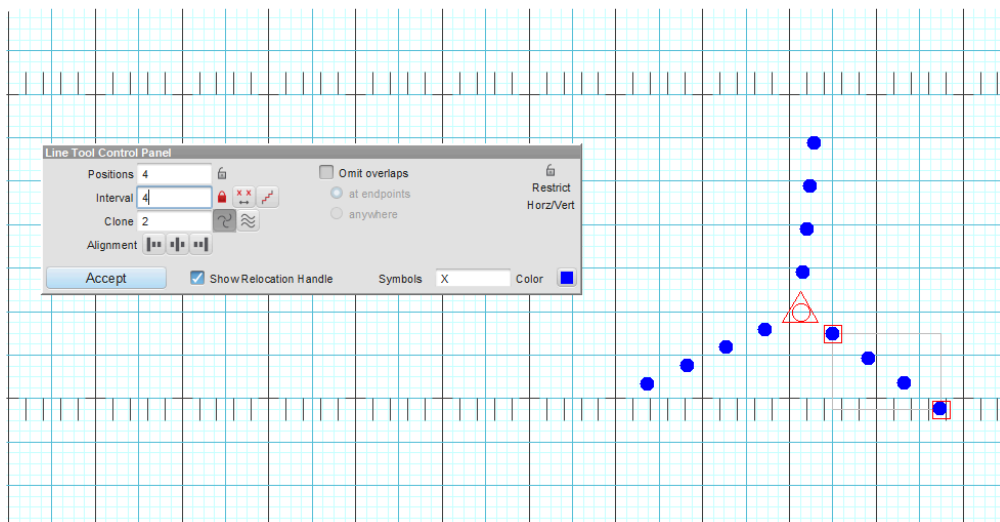 Line Tool Control Panel
Positions 4
Interval 4
Clone 2
Alignment
Omit overlaps
at endpoints
anywhere
Restrict
Horz/Vert
Accept
Show Relocation Handle
Symbols X
Color